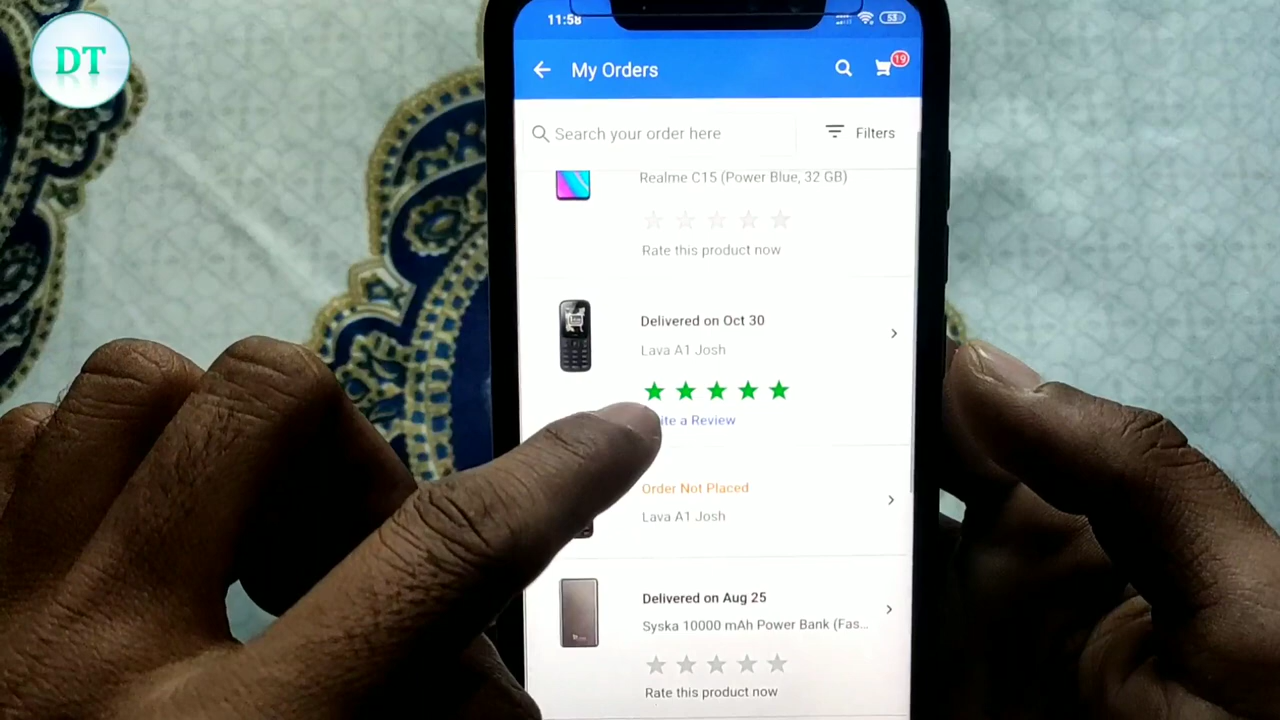 DT
11:58
53
My Orders
19
Search your order here
Filters
Realme C15 (Power Blue, 32 GB)
Rate this product now
Delivered on Oct 30
Lava A1 Josh
ite a Review
Order Not Placed
Lava A1 Josh
Delivered on Aug 25
Syska 10000 mAh Power Bank (Fas...
Rate this product now